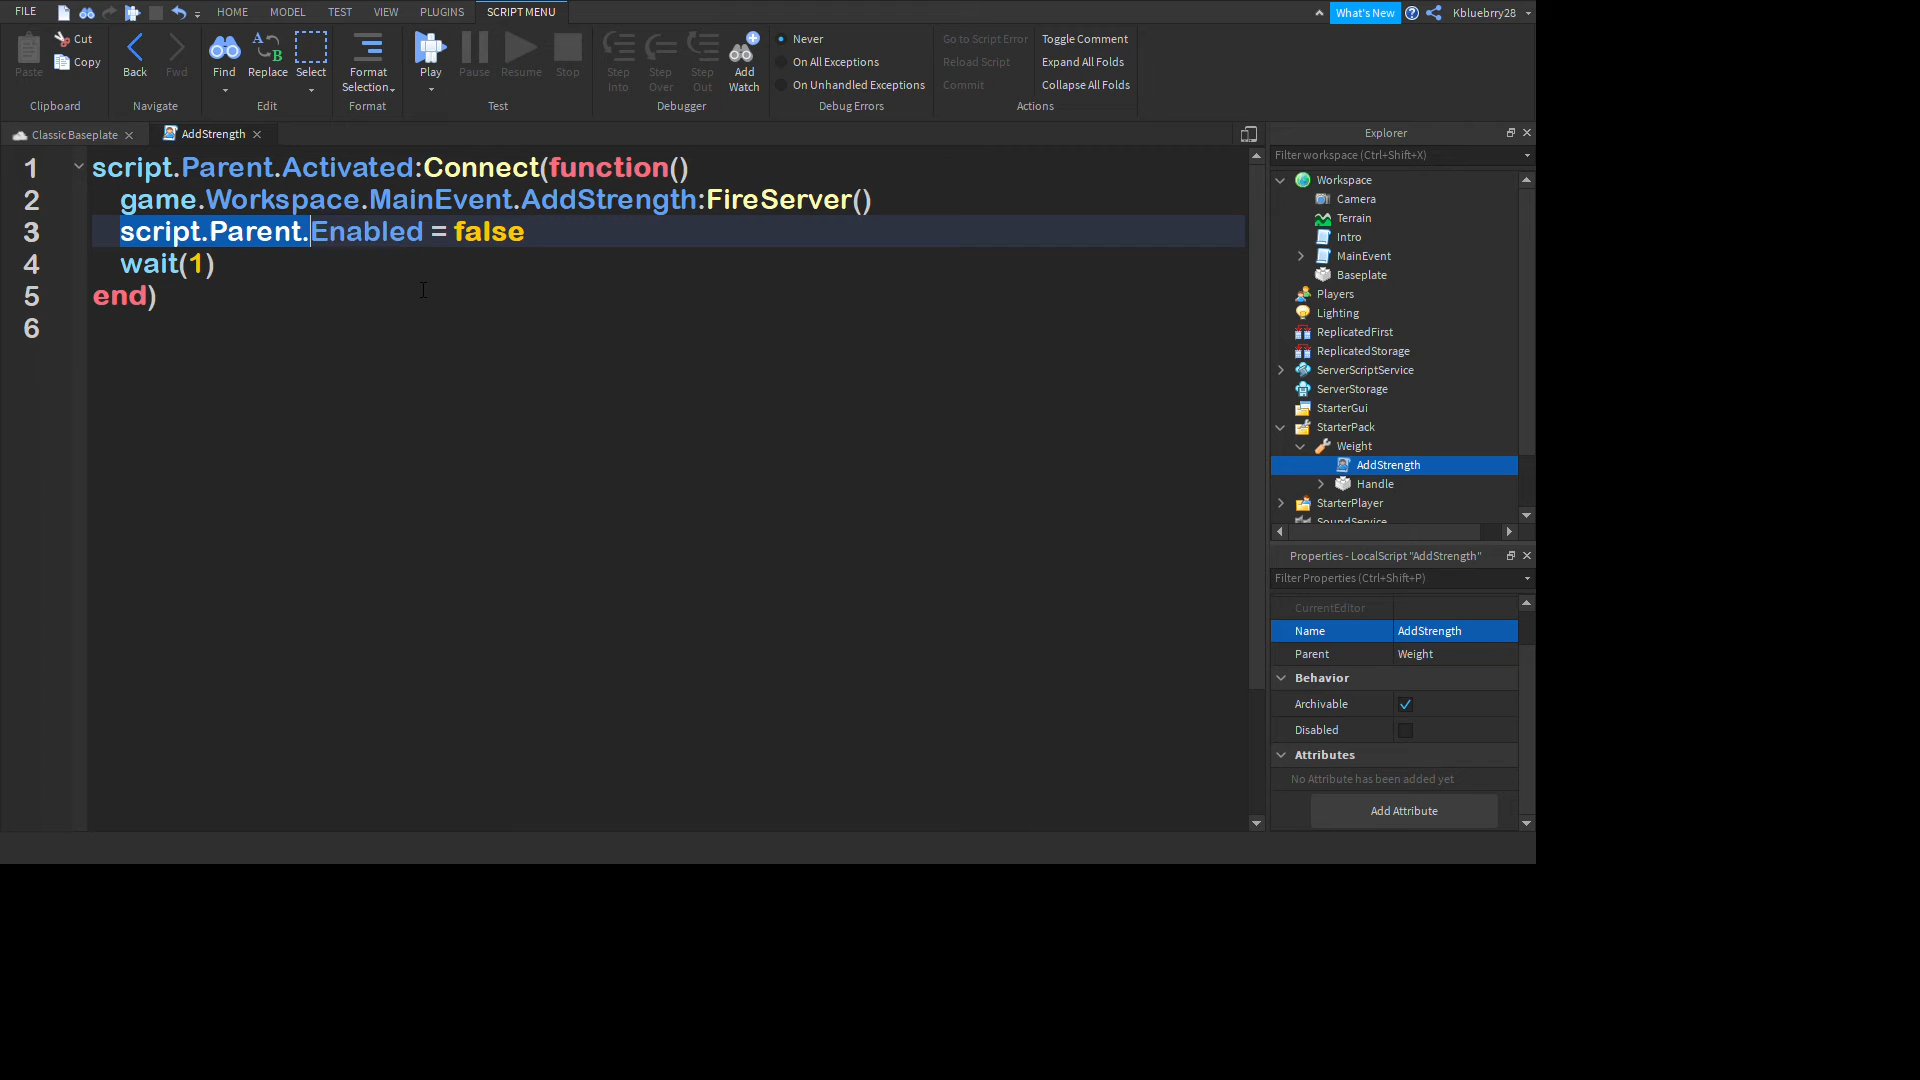 FILE HOME MODEL TEST VIEW PLUGINS SCRIPT MENU What's New Kbluebrry28
Paste Cut Copy Clipboard
Back Fwd Navigate
Find Replace Select Edit
Format Selection Format
Play Pause Resume Stop Test
Step Into Step Over Step Out Add Watch Debugger
Never
On All Exceptions
On Unhandled Exceptions
Debug Errors
Go to Script Error
Reload Script
Commit
Toggle Comment
Expand All Folds
Collapse All Folds
Actions
Classic Baseplate AddStrength
1 script.Parent.Activated:Connect(function()
2 game.Workspace.MainEvent.AddStrength:FireServer()
3 script.Parent.Enabled = false
4 wait(1)
5 end)
6
Explorer
Filter workspace (Ctrl+Shift+X)
Workspace
Camera
Terrain
Intro
MainEvent
Baseplate
Players
Lighting
ReplicatedFirst
ReplicatedStorage
ServerScriptService
ServerStorage
StarterGui
StarterPack
Weight
AddStrength
Handle
StarterPlayer
SoundService
Properties - LocalScript "AddStrength"
Filter Properties (Ctrl+Shift+P)
CurrentEditor
Name AddStrength
Parent Weight
Behavior
Archivable
Disabled
Attributes
No Attribute has been added yet
Add Attribute